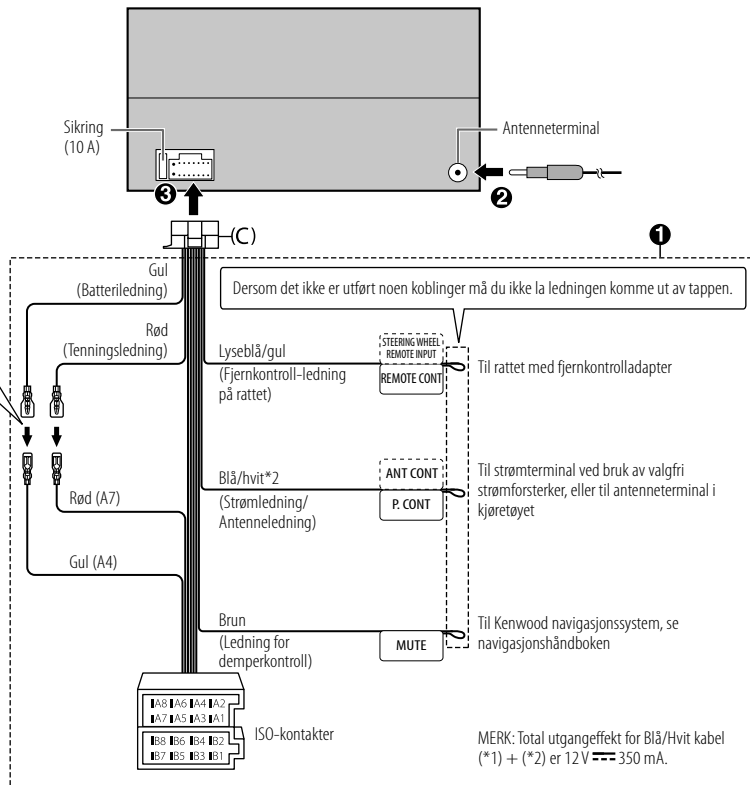 Sikring
(10 A)
Antenneterminal
❸
❷
(C)
❶
Gul
(Batteriledning)
Dersom det ikke er utført noen koblinger må du ikke la ledningen komme ut av tappen.
Rød
(Tenningsledning)
Lyseblå/gul
(Fjernkontroll-ledning
på rattet)
STEERING WHEEL
REMOTE INPUT
REMOTE CONT
Til rattet med fjernkontrolladapter
Blå/hvit*2
(Strømledning/
Antenneledning)
ANT CONT
P. CONT
Til strømterminal ved bruk av valgfri
strømforsterker, eller til antenneterminal i
kjøretøyet
Rød (A7)
Gul (A4)
Brun
(Ledning for
demperkontroll)
MUTE
Til Kenwood navigasjonssystem, se
navigasjonshåndboken
A8 A6 A4 A2
A7 A5 A3 A1
B8 B6 B4 B2
B7 B5 B3 B1
ISO-kontakter
MERK: Total utgangeffekt for Blå/Hvit kabel
(*1) + (*2) er 12 V ⎓ 350 mA.